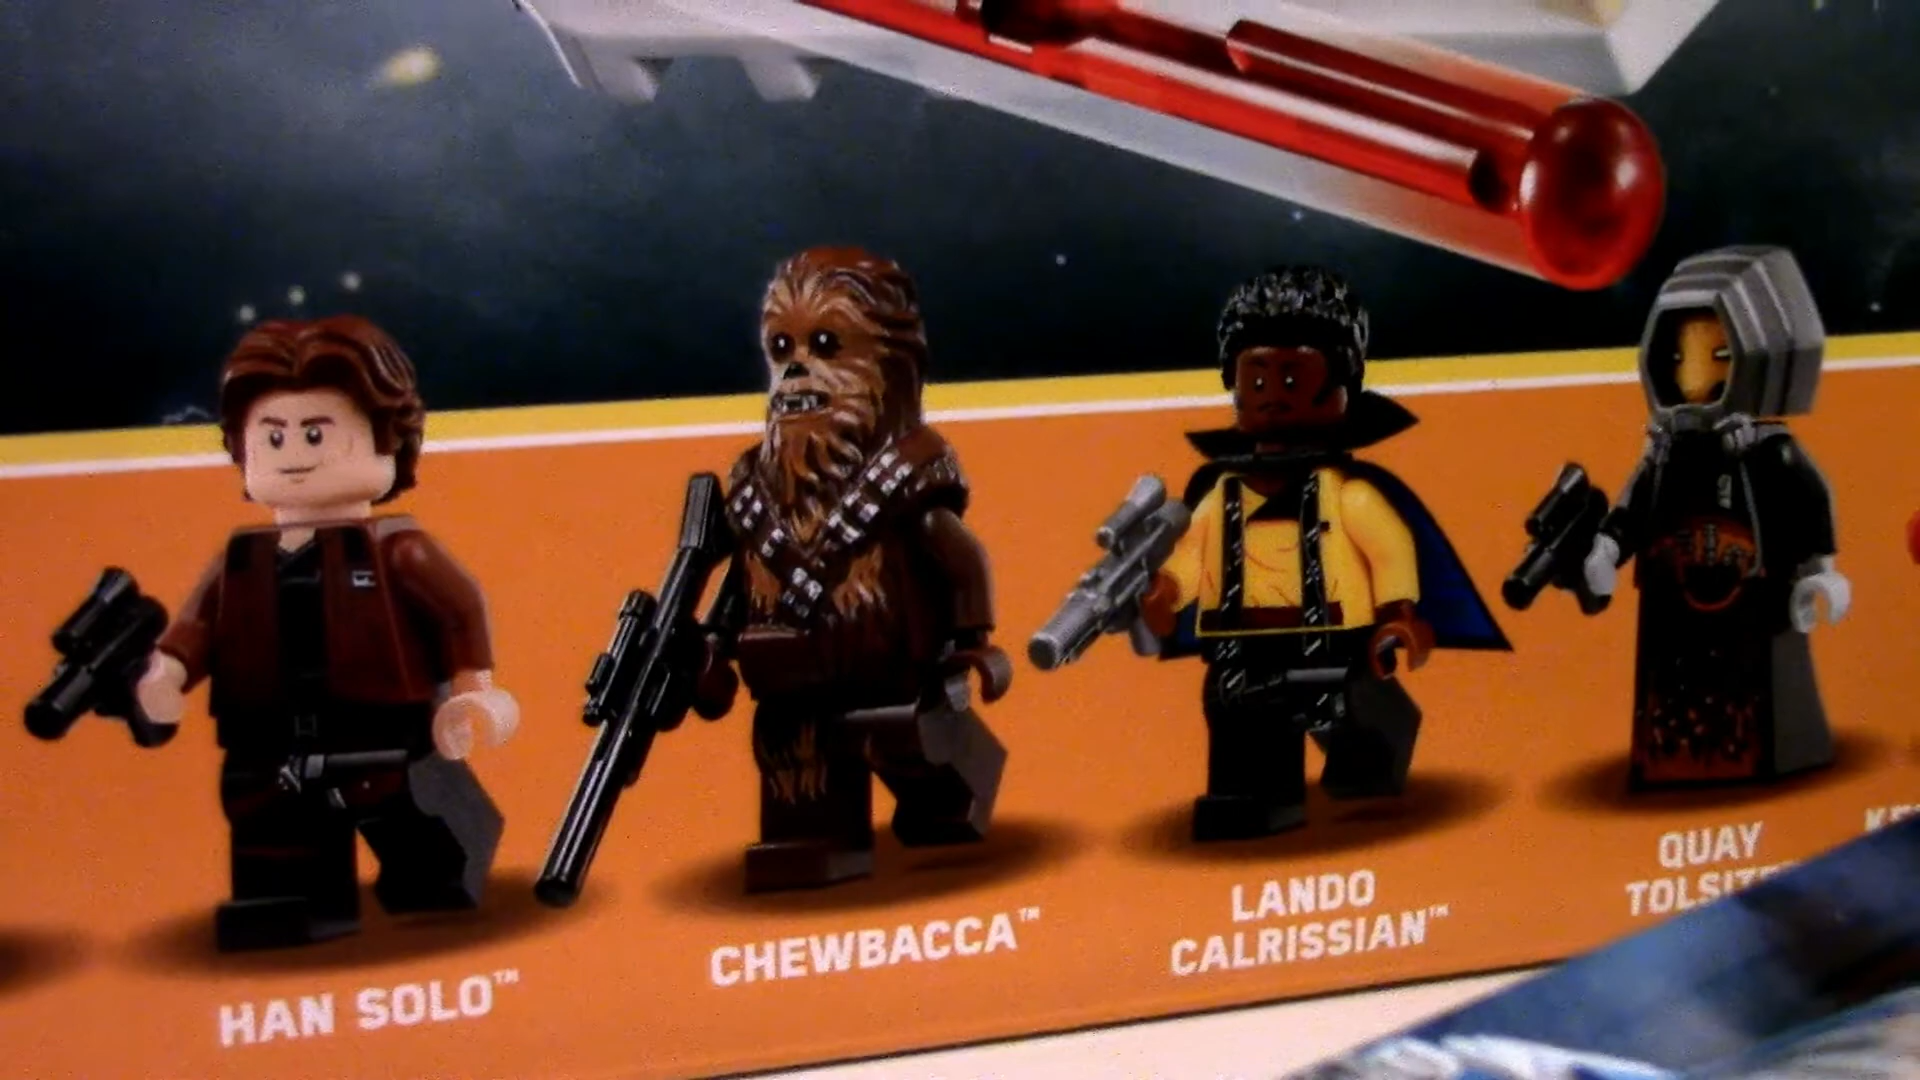 HAN SOLO™
CHEWBACCA™
LANDO
CALRISSIAN™
QUAY